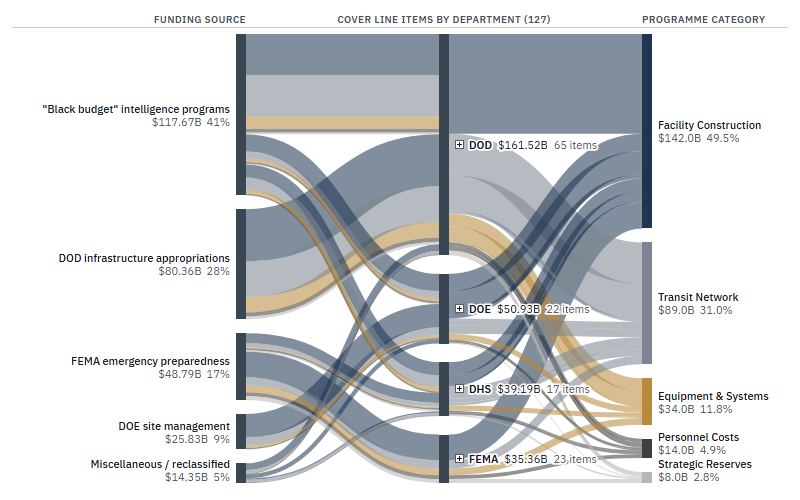 FUNDING SOURCE
COVER LINE ITEMS BY DEPARTMENT (127)
PROGRAMME CATEGORY
"Black budget" intelligence programs
$117.67B 41%
DOD infrastructure appropriations
$80.36B 28%
FEMA emergency preparedness
$48.79B 17%
DOE site management
$25.83B 9%
Miscellaneous / reclassified
$14.35B 5%
DOD $161.52B 65 items
DOE $50.93B 22 items
DHS $39.19B 17 items
FEMA $35.36B 23 items
Facility Construction
$142.0B 49.5%
Transit Network
$89.0B 31.0%
Equipment & Systems
$34.0B 11.8%
Personnel Costs
$14.0B 4.9%
Strategic Reserves
$8.0B 2.8%